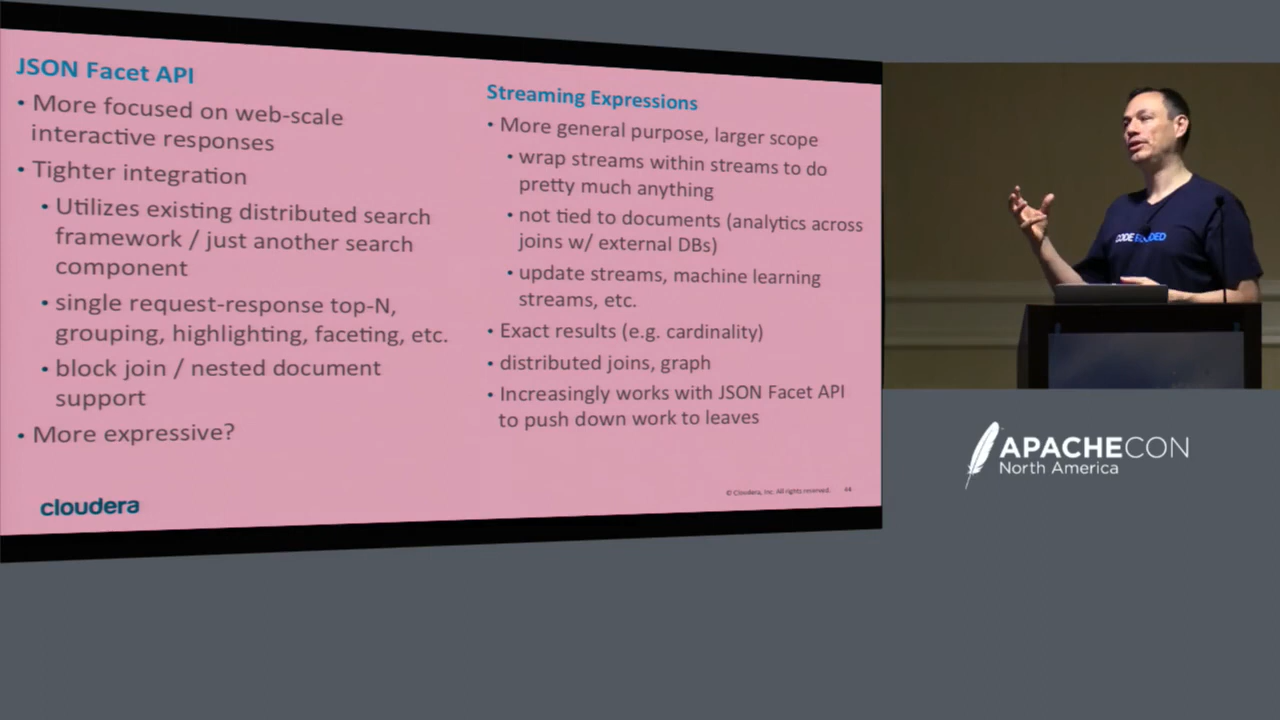 JSON Facet API
• More focused on web-scale
interactive responses
• Tighter integration
• Utilizes existing distributed search
framework / just another search
component
• single request-response top-N,
grouping, highlighting, faceting, etc.
• block join / nested document
support
• More expressive?
cloudera
Streaming Expressions
• More general purpose, larger scope
• wrap streams within streams to do
pretty much anything
• not tied to documents (analytics across
joins w/ external DBs)
• update streams, machine learning
streams, etc.
• Exact results (e.g. cardinality)
• distributed joins, graph
• Increasingly works with JSON Facet API
to push down work to leaves
© Cloudera, Inc. All rights reserved. 44
CODE
APACHECON
North America